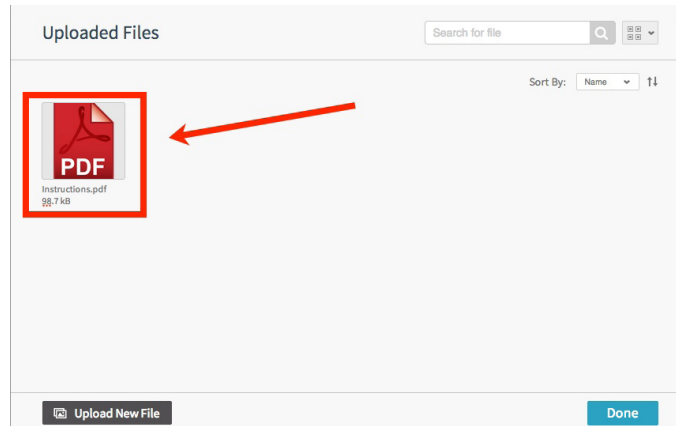 Uploaded Files
Search for file
Sort By: Name
PDF
Instructions.pdf
98.7 kB
Upload New File
Done